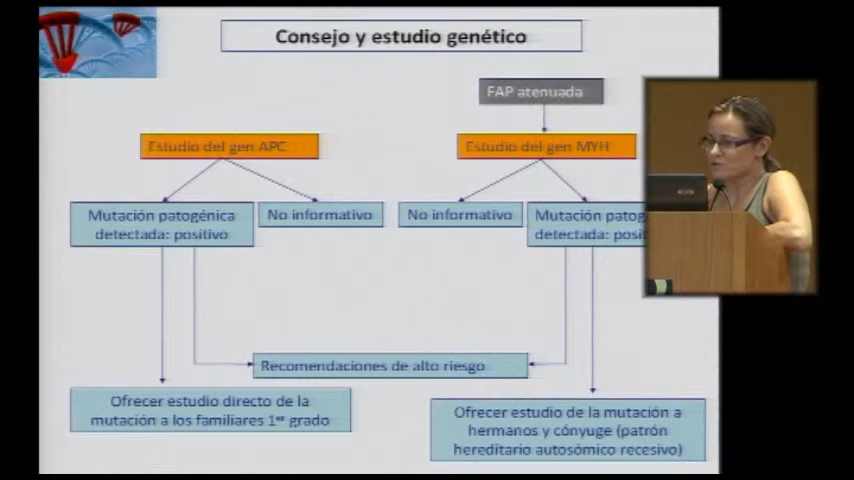 Consejo y estudio genético
FAP atenuada
Estudio del gen APC
Estudio del gen MYH
Mutación patogénica
detectada: positivo
No informativo
No informativo
Mutación
detectada:
Recomendaciones de alto riesgo
Ofrecer estudio directo de la
mutación a los familiares 1er grado
Ofrecer estudio de la mutación a
hermanos y cónyuge (patrón
hereditario autosómico recesivo)